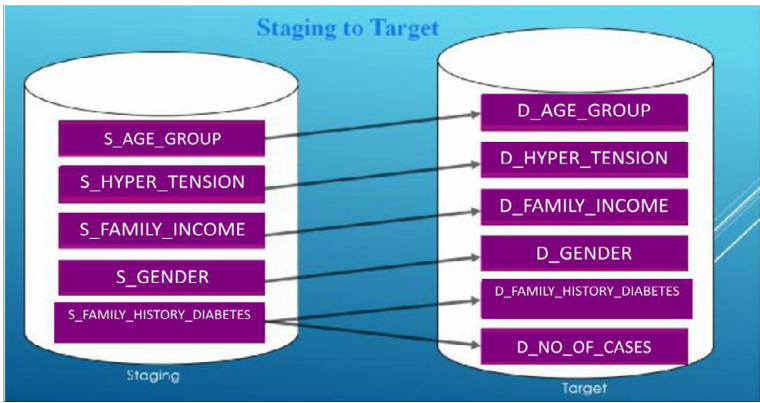 Staging to Target
S_AGE_GROUP
S_HYPER_TENSION
S_FAMILY_INCOME
S_GENDER
S_FAMILY_HISTORY_DIABETES
Staging
D_AGE_GROUP
D_HYPER_TENSION
D_FAMILY_INCOME
D_GENDER
D_FAMILY_HISTORY_DIABETES
D_NO_OF_CASES
Target